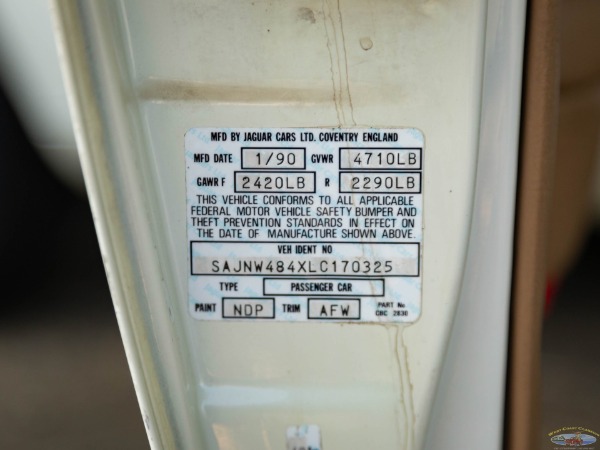 MFD BY JAGUAR CARS LTD. COVENTRY ENGLAND
MFD DATE 1/90 GVWR 4710LB
GAWR F 2420LB R 2290LB
THIS VEHICLE CONFORMS TO ALL APPLICABLE
FEDERAL MOTOR VEHICLE SAFETY BUMPER AND
THEFT PREVENTION STANDARDS IN EFFECT ON
THE DATE OF MANUFACTURE SHOWN ABOVE.
VEH IDENT NO
SAJNW484XLC170325
TYPE PASSENGER CAR
PAINT NDP TRIM AFW PART No
CBC 2830